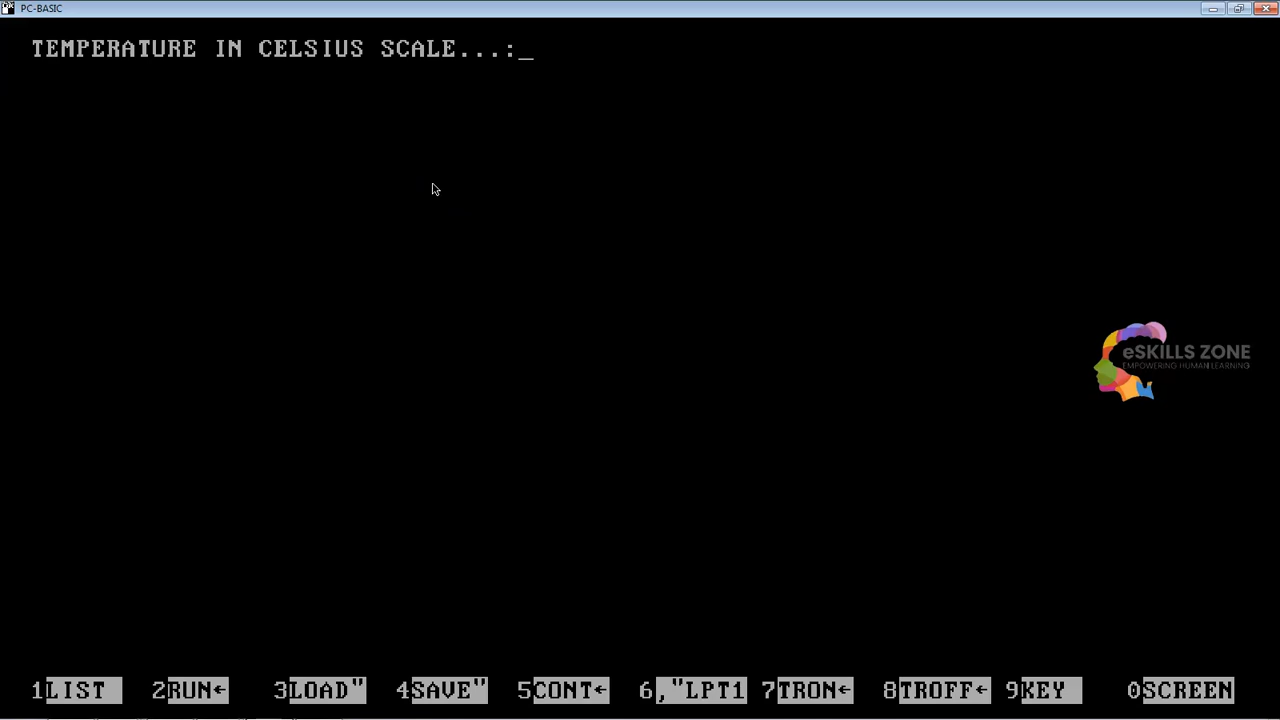 PC-BASIC
TEMPERATURE IN CELSIUS SCALE...:_
eSKILLS ZONE
EMPOWERING HUMAN LEARNING
1LIST 2RUN← 3LOAD" 4SAVE" 5CONT← 6,"LPT1 7TRON← 8TROFF← 9KEY 0SCREEN